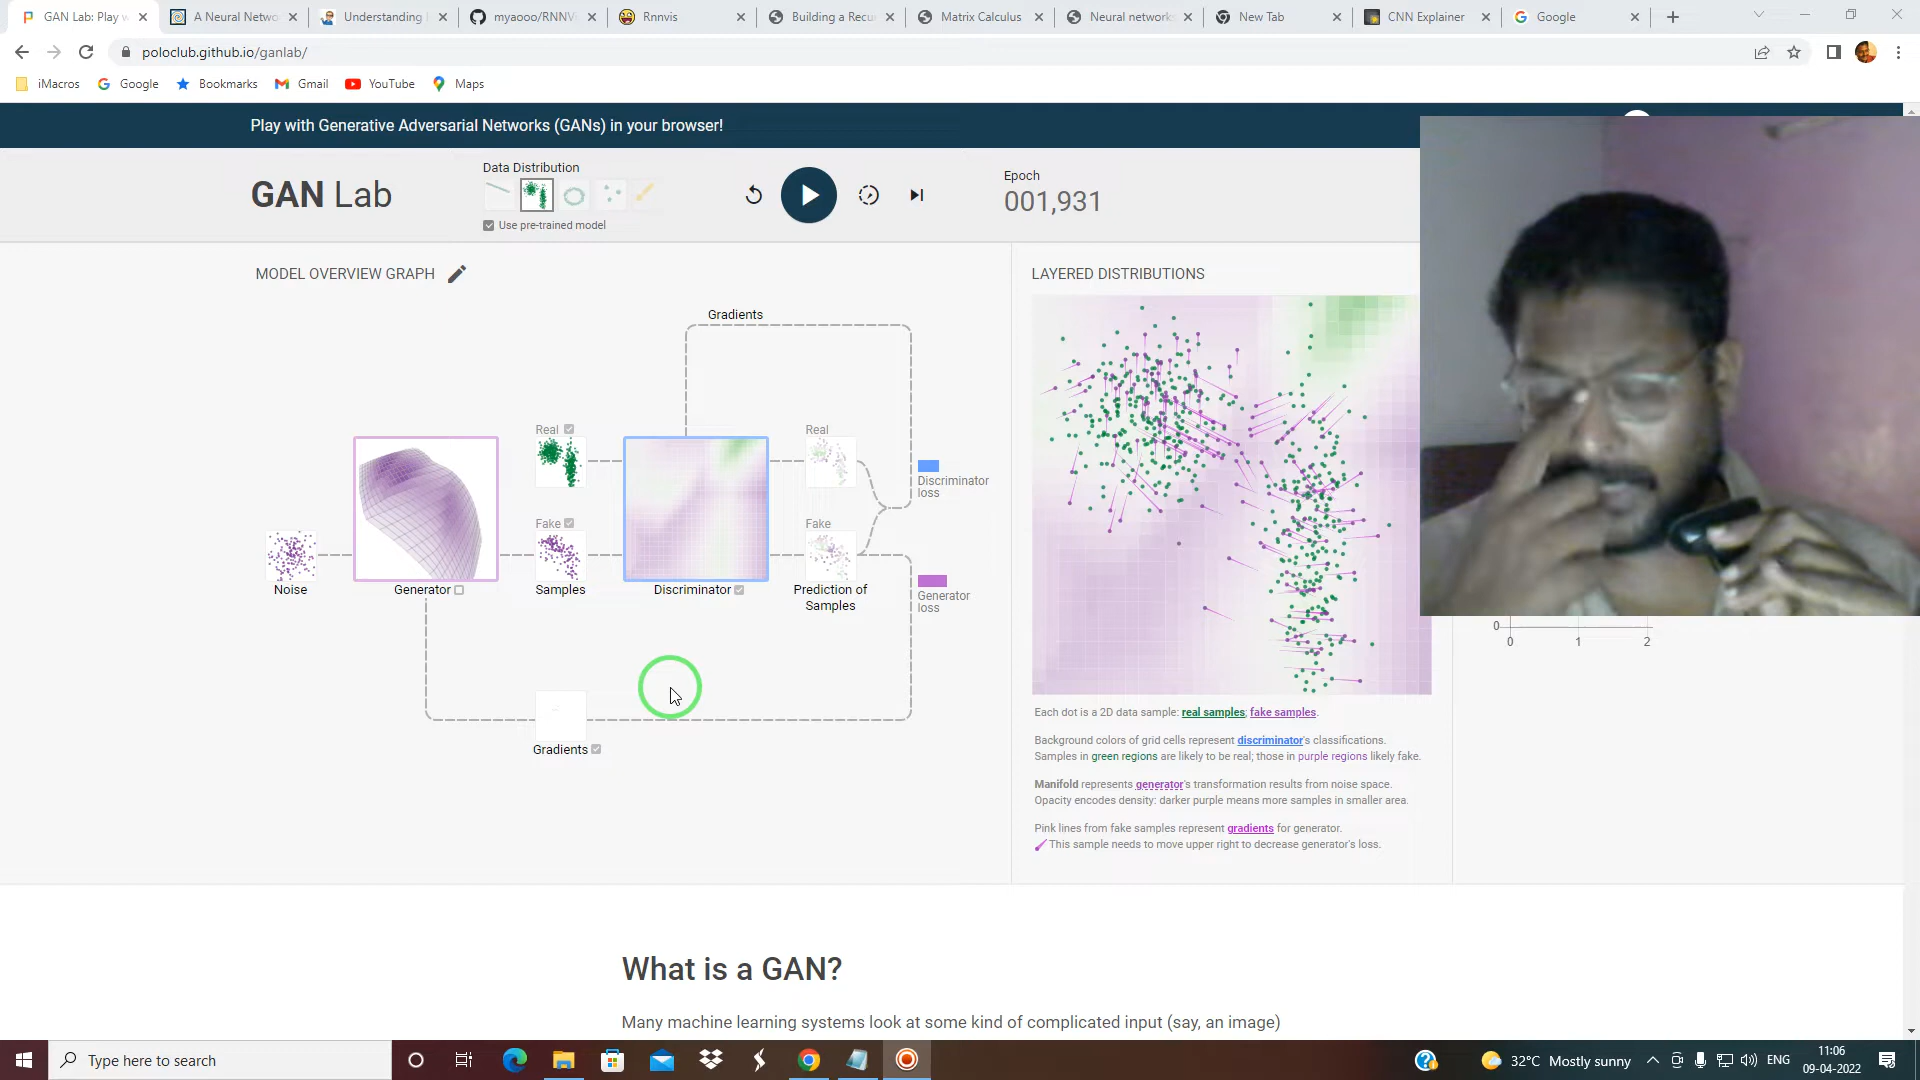 GAN Lab: Play w
A Neural Netwo
Understanding
myaooo/RNNV
Rnnvis
Building a Recu
Matrix Calculus
Neural network
New Tab
CNN Explainer
Google
poloclub.github.io/ganlab/
iMacros
Google
Bookmarks
Gmail
YouTube
Maps
Play with Generative Adversarial Networks (GANs) in your browser!
GAN Lab
Data Distribution
Use pre-trained model
Epoch
001,931
MODEL OVERVIEW GRAPH
LAYERED DISTRIBUTIONS
Gradients
Real
Real
Discriminator
loss
Fake
Fake
Noise
Generator
Samples
Discriminator
Prediction of
Samples
Generator
loss
Gradients
0
0 1 2
Each dot is a 2D data sample: real samples; fake samples.
Background colors of grid cells represent discriminator's classifications.
Samples in green regions are likely to be real; those in purple regions likely fake.
Manifold represents generator's transformation results from noise space.
Opacity encodes density: darker purple means more samples in smaller area.
Pink lines from fake samples represent gradients for generator.
This sample needs to move upper right to decrease generator's loss.
What is a GAN?
Many machine learning systems look at some kind of complicated input (say, an image)
Type here to search
32°C Mostly sunny
ENG
11:06
09-04-2022